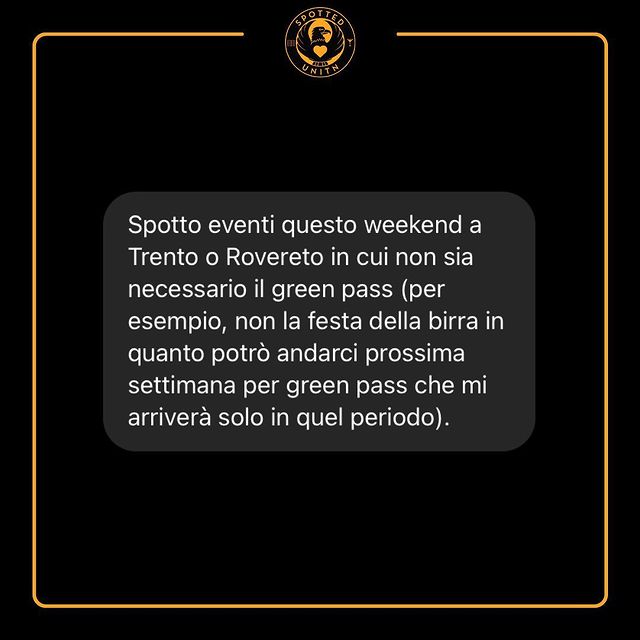 SPOTTED
UNITN
Spotto eventi questo weekend a
Trento o Rovereto in cui non sia
necessario il green pass (per
esempio, non la festa della birra in
quanto potrò andarci prossima
settimana per green pass che mi
arriverà solo in quel periodo).